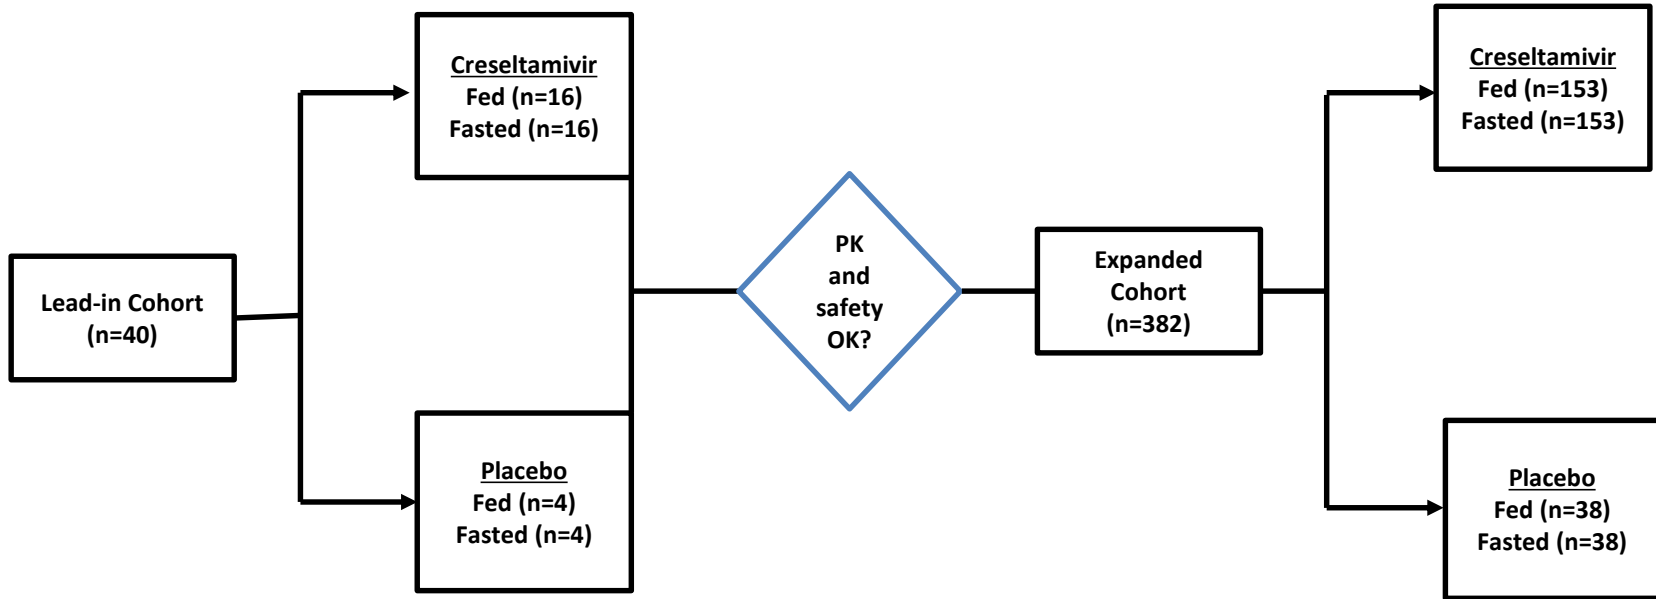 Lead-in Cohort
(n=40)
Creseltamivir
Fed (n=16)
Fasted (n=16)
Placebo
Fed (n=4)
Fasted (n=4)
PK
and
safety
OK?
Expanded
Cohort
(n=382)
Creseltamivir
Fed (n=153)
Fasted (n=153)
Placebo
Fed (n=38)
Fasted (n=38)